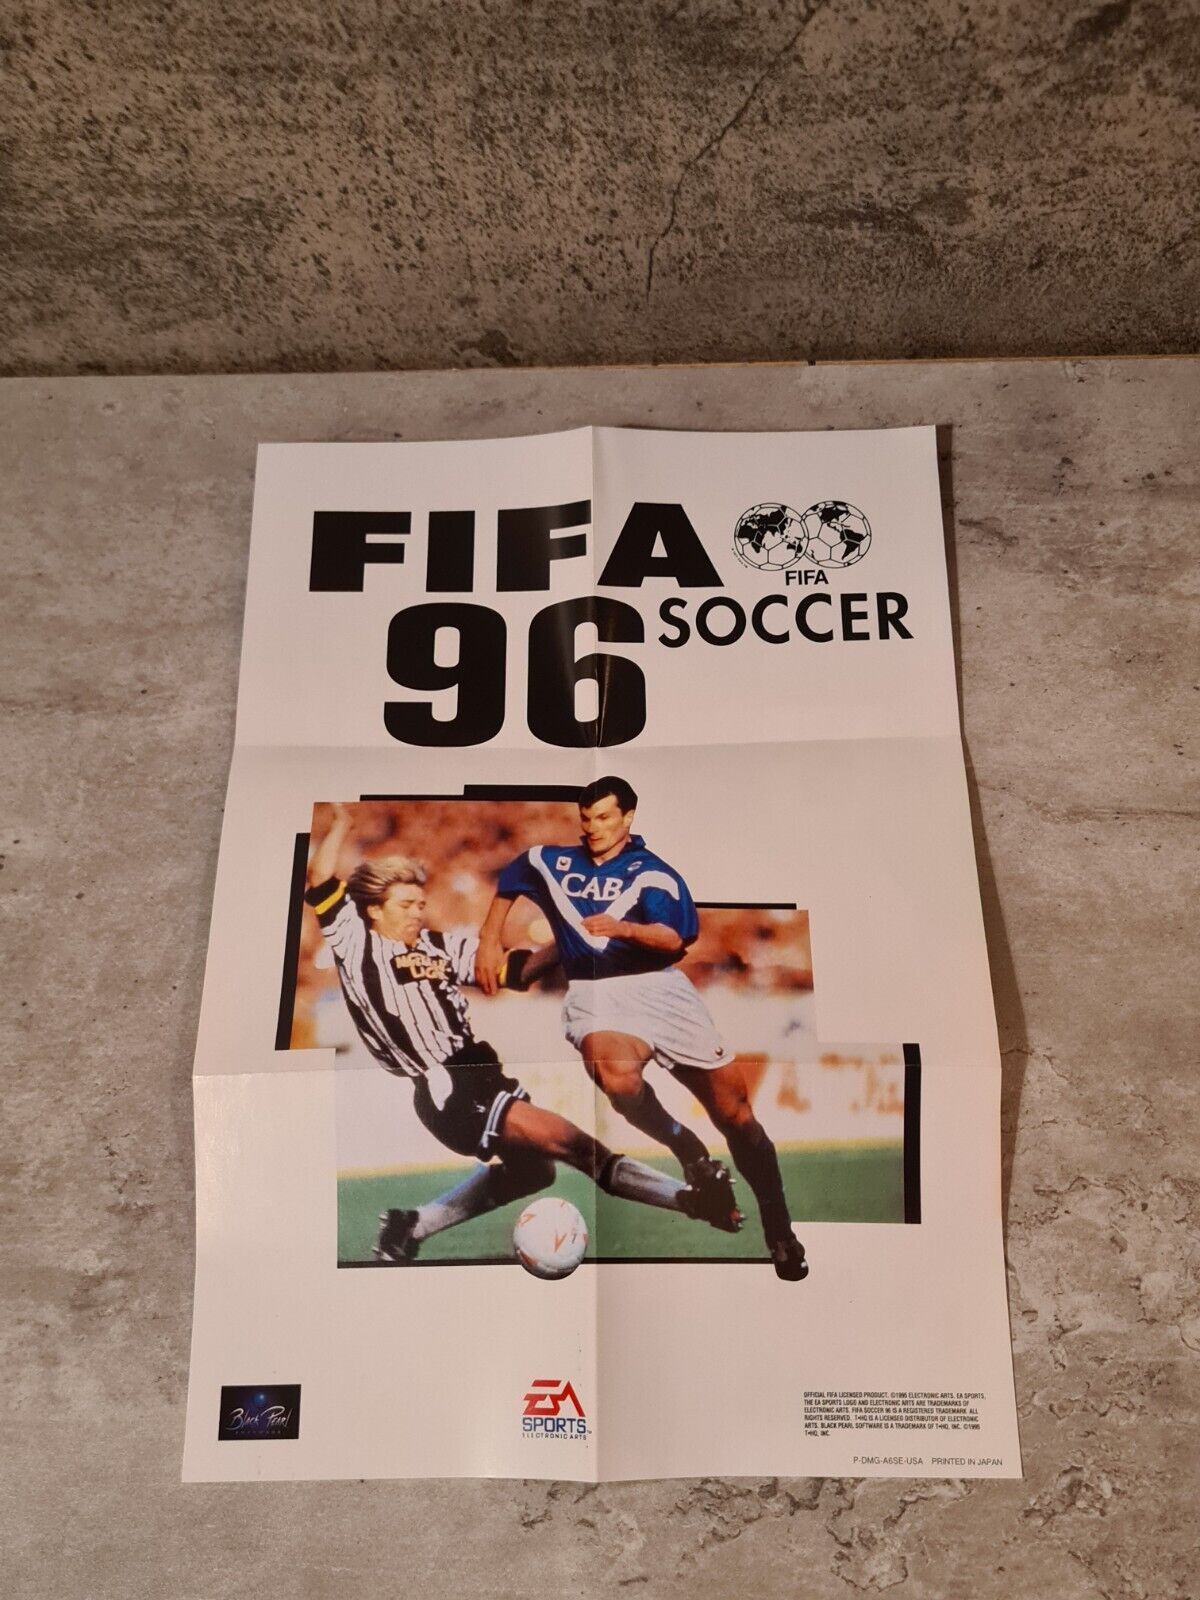 FIFA
FIFA
96 SOCCER
CAB
Black Pearl
SOFTWARE
EA
SPORTS™
ELECTRONIC ARTS
OFFICIAL FIFA LICENSED PRODUCT. ©1995 ELECTRONIC ARTS. EA SPORTS,
THE EA SPORTS LOGO AND ELECTRONIC ARTS ARE TRADEMARKS OF
ELECTRONIC ARTS. FIFA SOCCER 96 IS A REGISTERED TRADEMARK. ALL
RIGHTS RESERVED. T•HQ IS A LICENSED DISTRIBUTOR OF ELECTRONIC
ARTS. BLACK PEARL SOFTWARE IS A TRADEMARK OF T•HQ, INC. ©1995
T•HQ, INC.
P-DMG-A6SE-USA PRINTED IN JAPAN